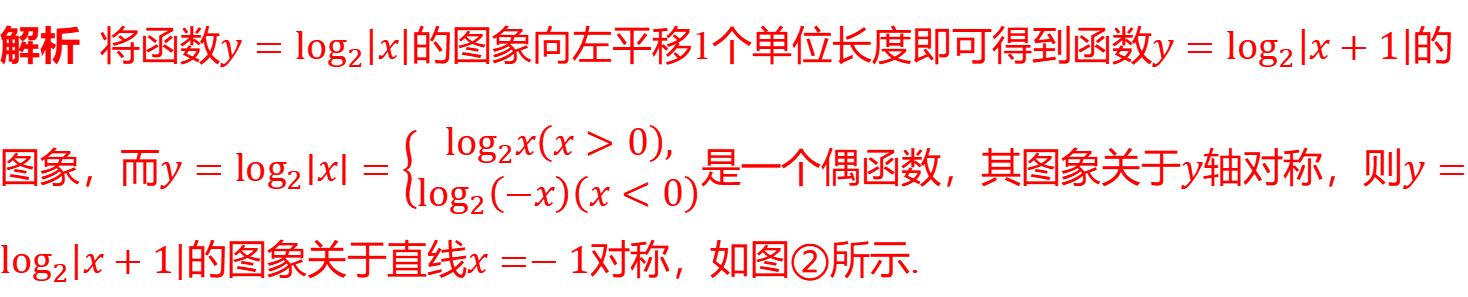 解析 将函数y = log₂|x|的图象向左平移1个单位长度即可得到函数y = log₂|x + 1|的
图象，而y = log₂|x| = {log₂x(x > 0), log₂(−x)(x < 0)是一个偶函数，其图象关于y轴对称，则y =
log₂|x + 1|的图象关于直线x =− 1对称，如图②所示.